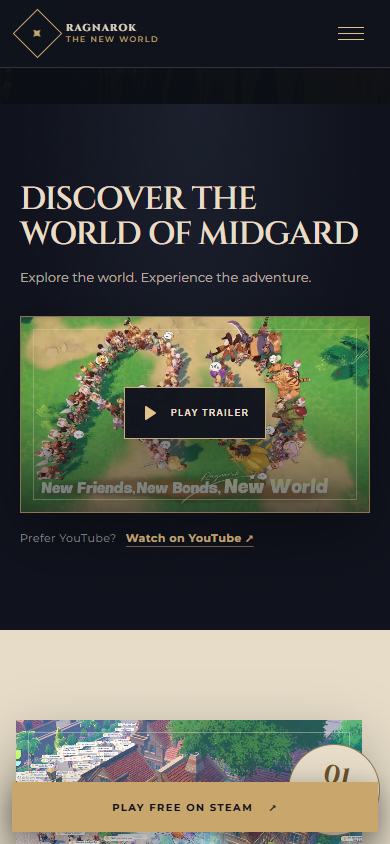 RAGNAROK
THE NEW WORLD
DISCOVER THE
WORLD OF MIDGARD
Explore the world. Experience the adventure.
PLAY TRAILER
New Friends,New Bonds, New World
Prefer YouTube? Watch on YouTube ↗
01
PLAY FREE ON STEAM ↗